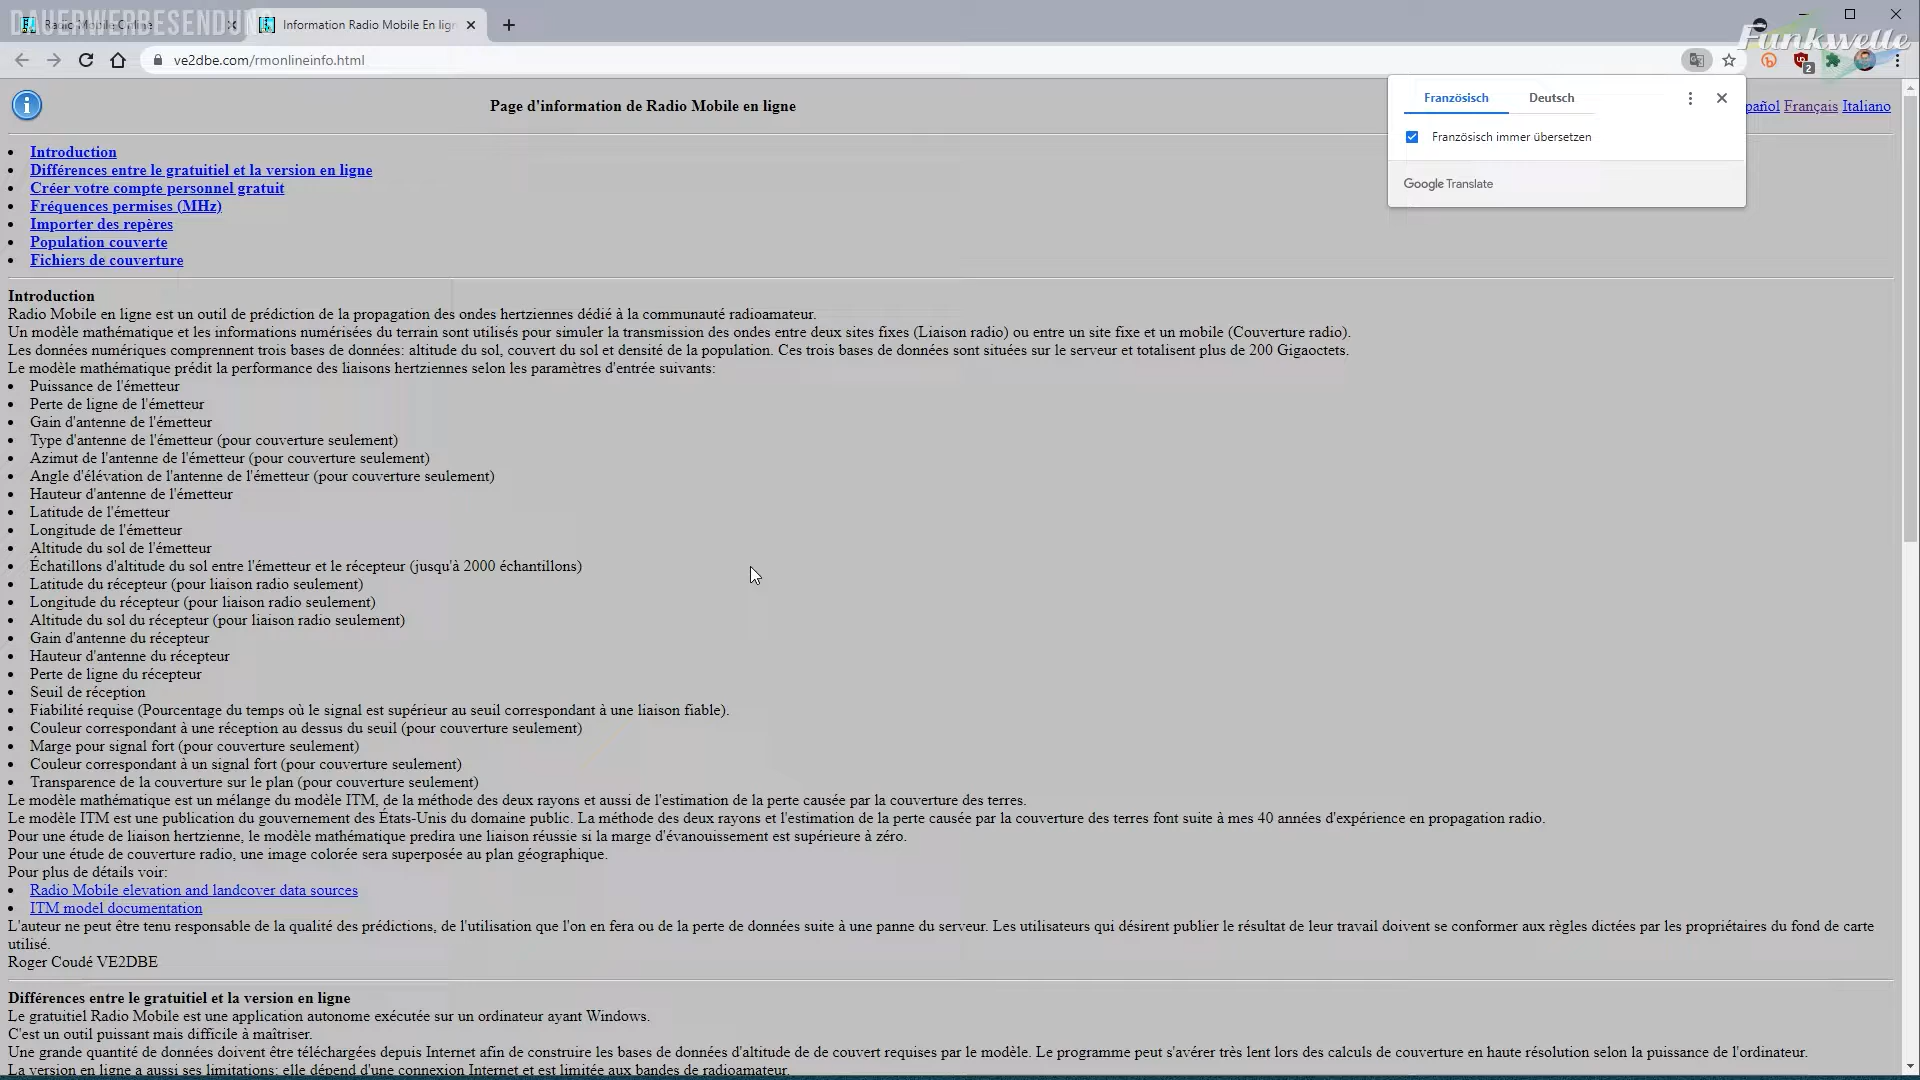 DAUERWERBESENDUNG
Radio Mobile Online
Information Radio Mobile En lig
Funkwelle
ve2dbe.com/rmonlineinfo.html
2
Französisch
Deutsch
Französisch immer übersetzen
Google Translate
Page d'information de Radio Mobile en ligne
pañol Français Italiano
Introduction
Différences entre le gratuitiel et la version en ligne
Créer votre compte personnel gratuit
Fréquences permises (MHz)
Importer des repères
Population couverte
Fichiers de couverture
Introduction
Radio Mobile en ligne est un outil de prédiction de la propagation des ondes hertziennes dédié à la communauté radioamateur.
Un modèle mathématique et les informations numérisées du terrain sont utilisés pour simuler la transmission des ondes entre deux sites fixes (Liaison radio) ou entre un site fixe et un mobile (Couverture radio).
Les données numériques comprennent trois bases de données: altitude du sol, couvert du sol et densité de la population. Ces trois bases de données sont situées sur le serveur et totalisent plus de 200 Gigaoctets.
Le modèle mathématique prédit la performance des liaisons hertziennes selon les paramètres d'entrée suivants:
Puissance de l'émetteur
Perte de ligne de l'émetteur
Gain d'antenne de l'émetteur
Type d'antenne de l'émetteur (pour couverture seulement)
Azimut de l'antenne de l'émetteur (pour couverture seulement)
Angle d'élévation de l'antenne de l'émetteur (pour couverture seulement)
Hauteur d'antenne de l'émetteur
Latitude de l'émetteur
Longitude de l'émetteur
Altitude du sol de l'émetteur
Échatillons d'altitude du sol entre l'émetteur et le récepteur (jusqu'à 2000 échantillons)
Latitude du récepteur (pour liaison radio seulement)
Longitude du récepteur (pour liaison radio seulement)
Altitude du sol du récepteur (pour liaison radio seulement)
Gain d'antenne du récepteur
Hauteur d'antenne du récepteur
Perte de ligne du récepteur
Seuil de réception
Fiabilité requise (Pourcentage du temps où le signal est supérieur au seuil correspondant à une liaison fiable).
Couleur correspondant à une réception au dessus du seuil (pour couverture seulement)
Marge pour signal fort (pour couverture seulement)
Couleur correspondant à un signal fort (pour couverture seulement)
Transparence de la couverture sur le plan (pour couverture seulement)
Le modèle mathématique est un mélange du modèle ITM, de la méthode des deux rayons et aussi de l'estimation de la perte causée par la couverture des terres.
Le modèle ITM est une publication du gouvernement des États-Unis du domaine public. La méthode des deux rayons et l'estimation de la perte causée par la couverture des terres font suite à mes 40 années d'expérience en propagation radio.
Pour une étude de liaison hertzienne, le modèle mathématique predira une liaison réussie si la marge d'évanouissement est supérieure à zéro.
Pour une étude de couverture radio, une image colorée sera superposée au plan géographique.
Pour plus de détails voir:
Radio Mobile elevation and landcover data sources
ITM model documentation
L'auteur ne peut être tenu responsable de la qualité des prédictions, de l'utilisation que l'on en fera ou de la perte de données suite à une panne du serveur. Les utilisateurs qui désirent publier le résultat de leur travail doivent se conformer aux règles dictées par les propriétaires du fond de carte
utilisé.
Roger Coudé VE2DBE
Différences entre le gratuitiel et la version en ligne
Le gratuitiel Radio Mobile est une application autonome exécutée sur un ordinateur ayant Windows.
C'est un outil puissant mais difficile à maîtriser.
Une grande quantité de données doivent être téléchargées depuis Internet afin de construire les bases de données d'altitude de de couvert requises par le modèle. Le programme peut s'avérer très lent lors des calculs de couverture en haute résolution selon la puissance de l'ordinateur.
La version en ligne a aussi ses limitations: elle dépend d'une connexion Internet et est limitée aux bandes de radioamateur.